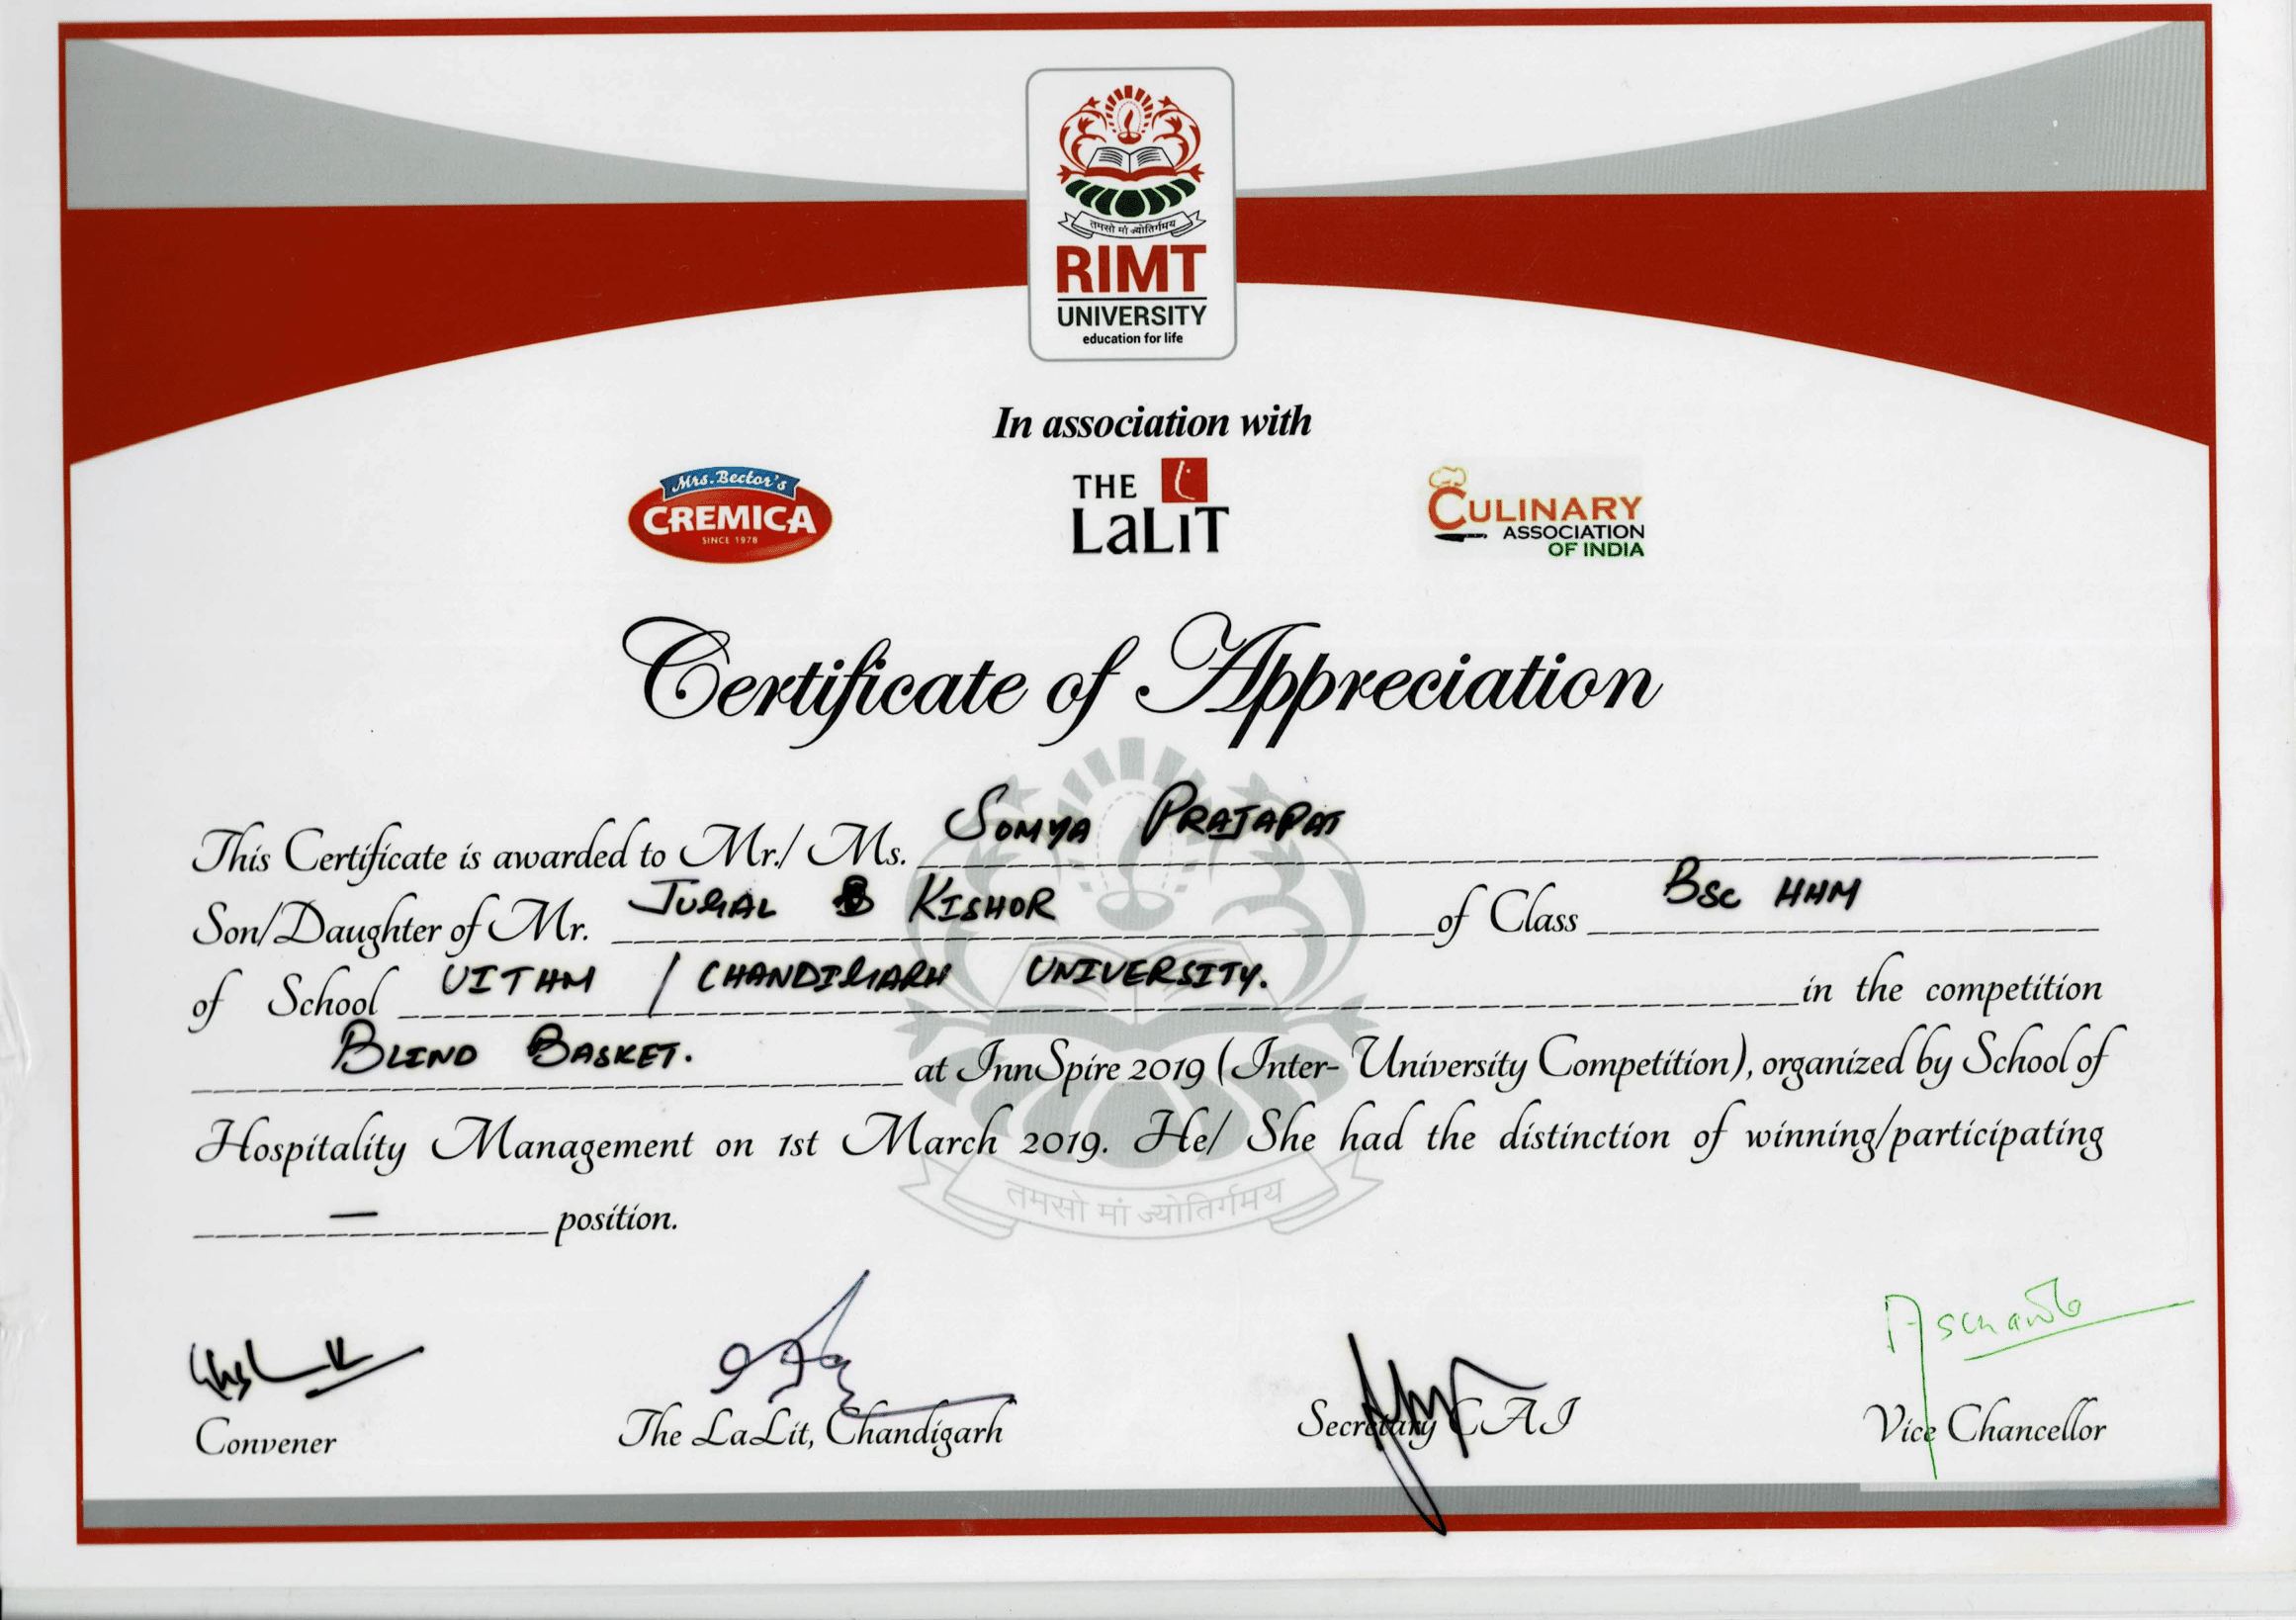 तमसो मां ज्योतिर्गमय
RIMT
UNIVERSITY
education for life
In association with
Mrs. Bector's
CREMICA
SINCE 1978
THE
LaLiT
CULINARY
ASSOCIATION
OF INDIA
Certificate of Appreciation
This Certificate is awarded to Mr./ Ms. SOMYA PRAJAPAT
Son/Daughter of Mr. JUGAL KISHOR of Class BSc HHM
of School UITHM / CHANDIGARH UNIVERSITY. in the competition
BLIND BASKET. at InnSpire 2019 (Inter- University Competition), organized by School of
Hospitality Management on 1st March 2019. He/ She had the distinction of winning/participating
— position.
तमसो मां ज्योतिर्गमय
Convener
The LaLit, Chandigarh
Secretary CAI
Vice Chancellor